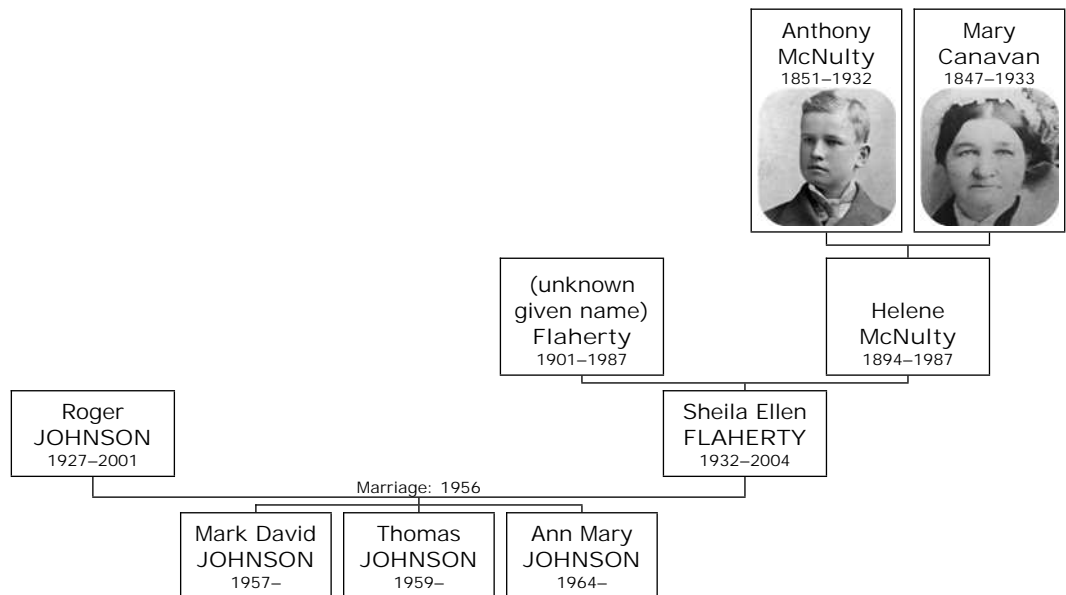 Anthony
McNulty
1851–1932
Mary
Canavan
1847–1933
(unknown
given name)
Flaherty
1901–1987
Helene
McNulty
1894–1987
Roger
JOHNSON
1927–2001
Sheila Ellen
FLAHERTY
1932–2004
Marriage: 1956
Mark David
JOHNSON
1957–
Thomas
JOHNSON
1959–
Ann Mary
JOHNSON
1964–